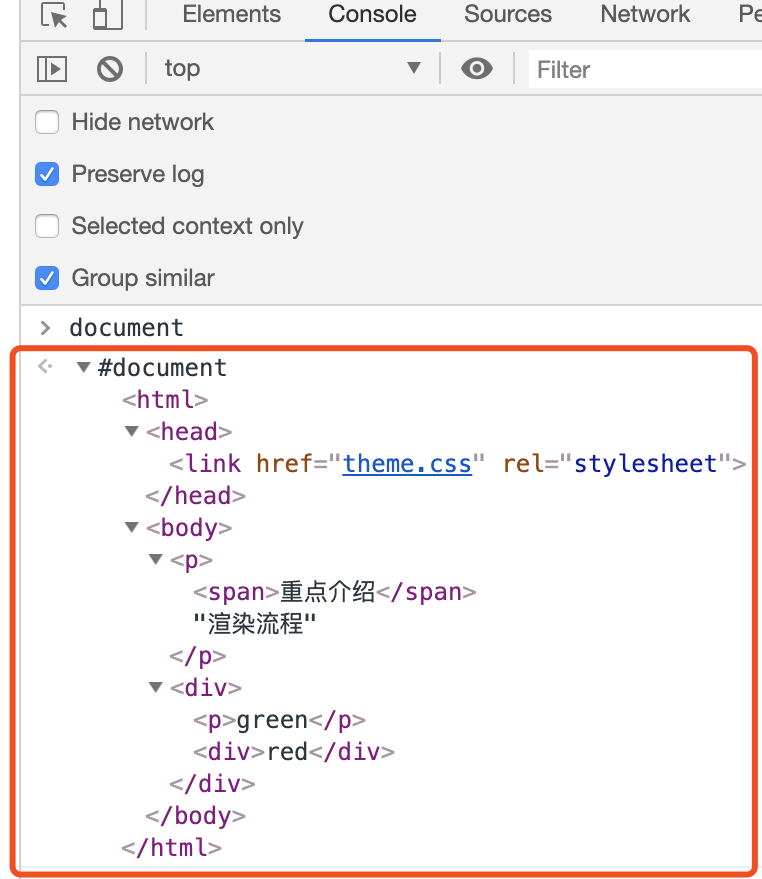 Elements Console Sources Network Pe
top Filter
Hide network
Preserve log
Selected context only
Group similar
document
#document
<html>
<head>
<link href="theme.css" rel="stylesheet">
</head>
<body>
<p>
<span>重点介绍</span>
"渲染流程"
</p>
<div>
<p>green</p>
<div>red</div>
</div>
</body>
</html>